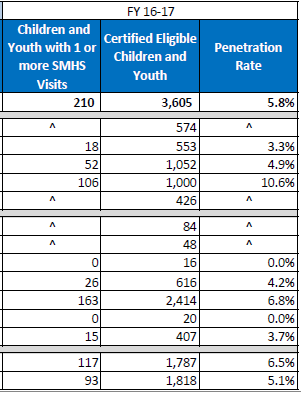 FY 16-17
Children and Youth with 1 or more SMHS Visits Certified Eligible Children and Youth Penetration Rate
210 3,605 5.8%
^ 574 ^
18 553 3.3%
52 1,052 4.9%
106 1,000 10.6%
^ 426 ^
^ 84 ^
^ 48 ^
0 16 0.0%
26 616 4.2%
163 2,414 6.8%
0 20 0.0%
15 407 3.7%
117 1,787 6.5%
93 1,818 5.1%